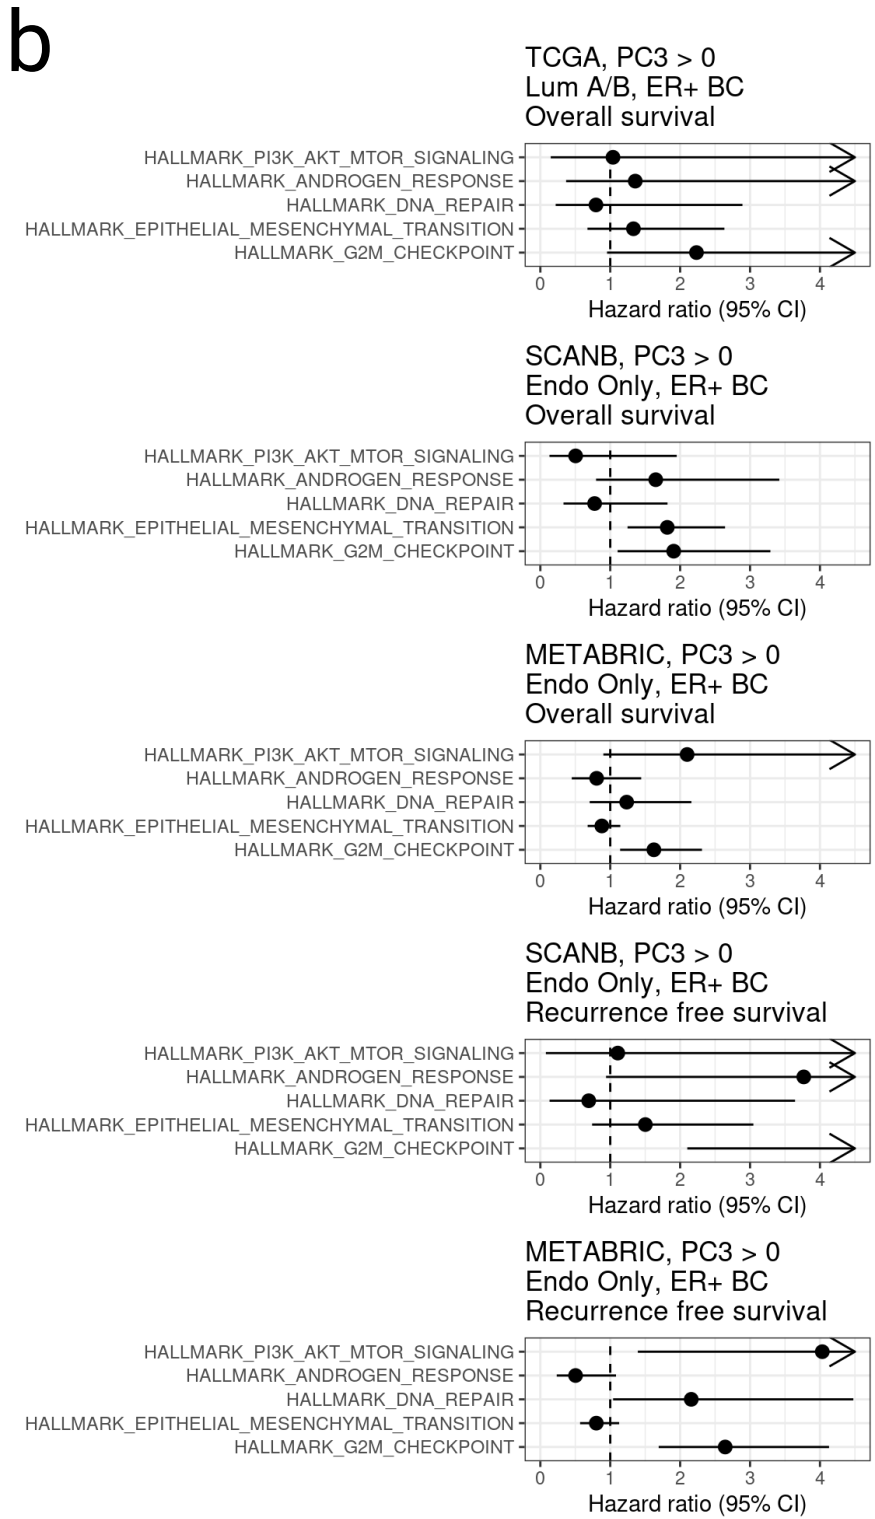 b
TCGA, PC3 > 0
Lum A/B, ER+ BC
Overall survival
HALLMARK_PI3K_AKT_MTOR_SIGNALING
HALLMARK_ANDROGEN_RESPONSE
HALLMARK_DNA_REPAIR
HALLMARK_EPITHELIAL_MESENCHYMAL_TRANSITION
HALLMARK_G2M_CHECKPOINT
0 1 2 3 4
Hazard ratio (95% CI)
SCANB, PC3 > 0
Endo Only, ER+ BC
Overall survival
HALLMARK_PI3K_AKT_MTOR_SIGNALING
HALLMARK_ANDROGEN_RESPONSE
HALLMARK_DNA_REPAIR
HALLMARK_EPITHELIAL_MESENCHYMAL_TRANSITION
HALLMARK_G2M_CHECKPOINT
0 1 2 3 4
Hazard ratio (95% CI)
METABRIC, PC3 > 0
Endo Only, ER+ BC
Overall survival
HALLMARK_PI3K_AKT_MTOR_SIGNALING
HALLMARK_ANDROGEN_RESPONSE
HALLMARK_DNA_REPAIR
HALLMARK_EPITHELIAL_MESENCHYMAL_TRANSITION
HALLMARK_G2M_CHECKPOINT
0 1 2 3 4
Hazard ratio (95% CI)
SCANB, PC3 > 0
Endo Only, ER+ BC
Recurrence free survival
HALLMARK_PI3K_AKT_MTOR_SIGNALING
HALLMARK_ANDROGEN_RESPONSE
HALLMARK_DNA_REPAIR
HALLMARK_EPITHELIAL_MESENCHYMAL_TRANSITION
HALLMARK_G2M_CHECKPOINT
0 1 2 3 4
Hazard ratio (95% CI)
METABRIC, PC3 > 0
Endo Only, ER+ BC
Recurrence free survival
HALLMARK_PI3K_AKT_MTOR_SIGNALING
HALLMARK_ANDROGEN_RESPONSE
HALLMARK_DNA_REPAIR
HALLMARK_EPITHELIAL_MESENCHYMAL_TRANSITION
HALLMARK_G2M_CHECKPOINT
0 1 2 3 4
Hazard ratio (95% CI)